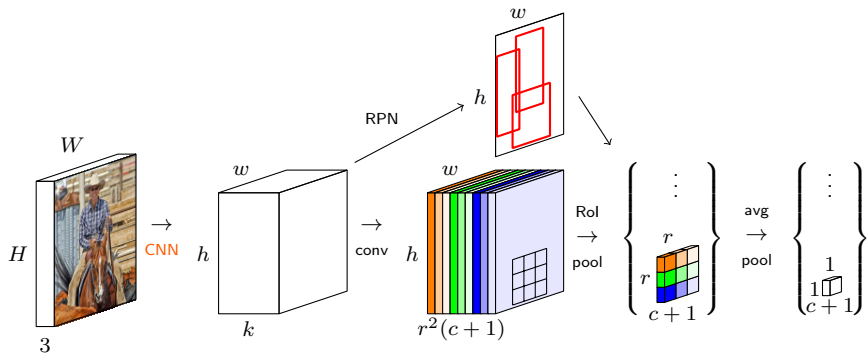 W
H
3
→
CNN
w
h
k
RPN
→
conv
w
h
w
h
r²(c + 1)
RoI
→
pool
⋮
r
r
c + 1
avg
→
pool
⋮
1
1
c + 1